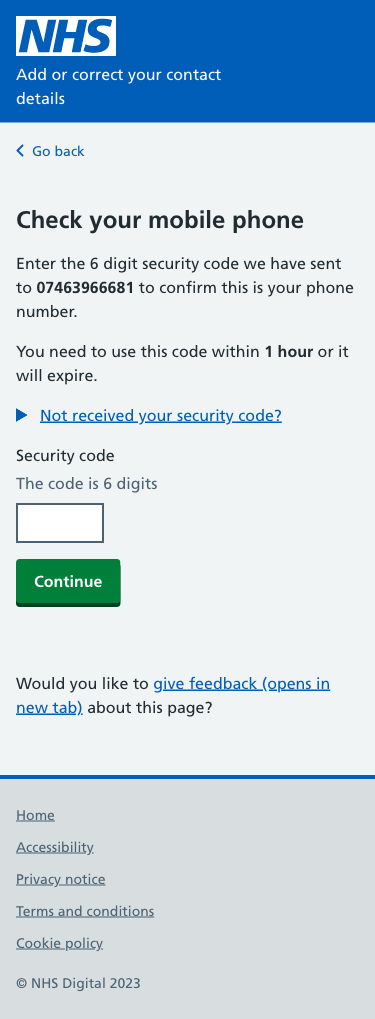 NHS
Add or correct your contact
details
Go back
Check your mobile phone
Enter the 6 digit security code we have sent
to 07463966681 to confirm this is your phone
number.
You need to use this code within 1 hour or it
will expire.
Not received your security code?
Security code
The code is 6 digits
Continue
Would you like to give feedback (opens in
new tab) about this page?
Home
Accessibility
Privacy notice
Terms and conditions
Cookie policy
© NHS Digital 2023